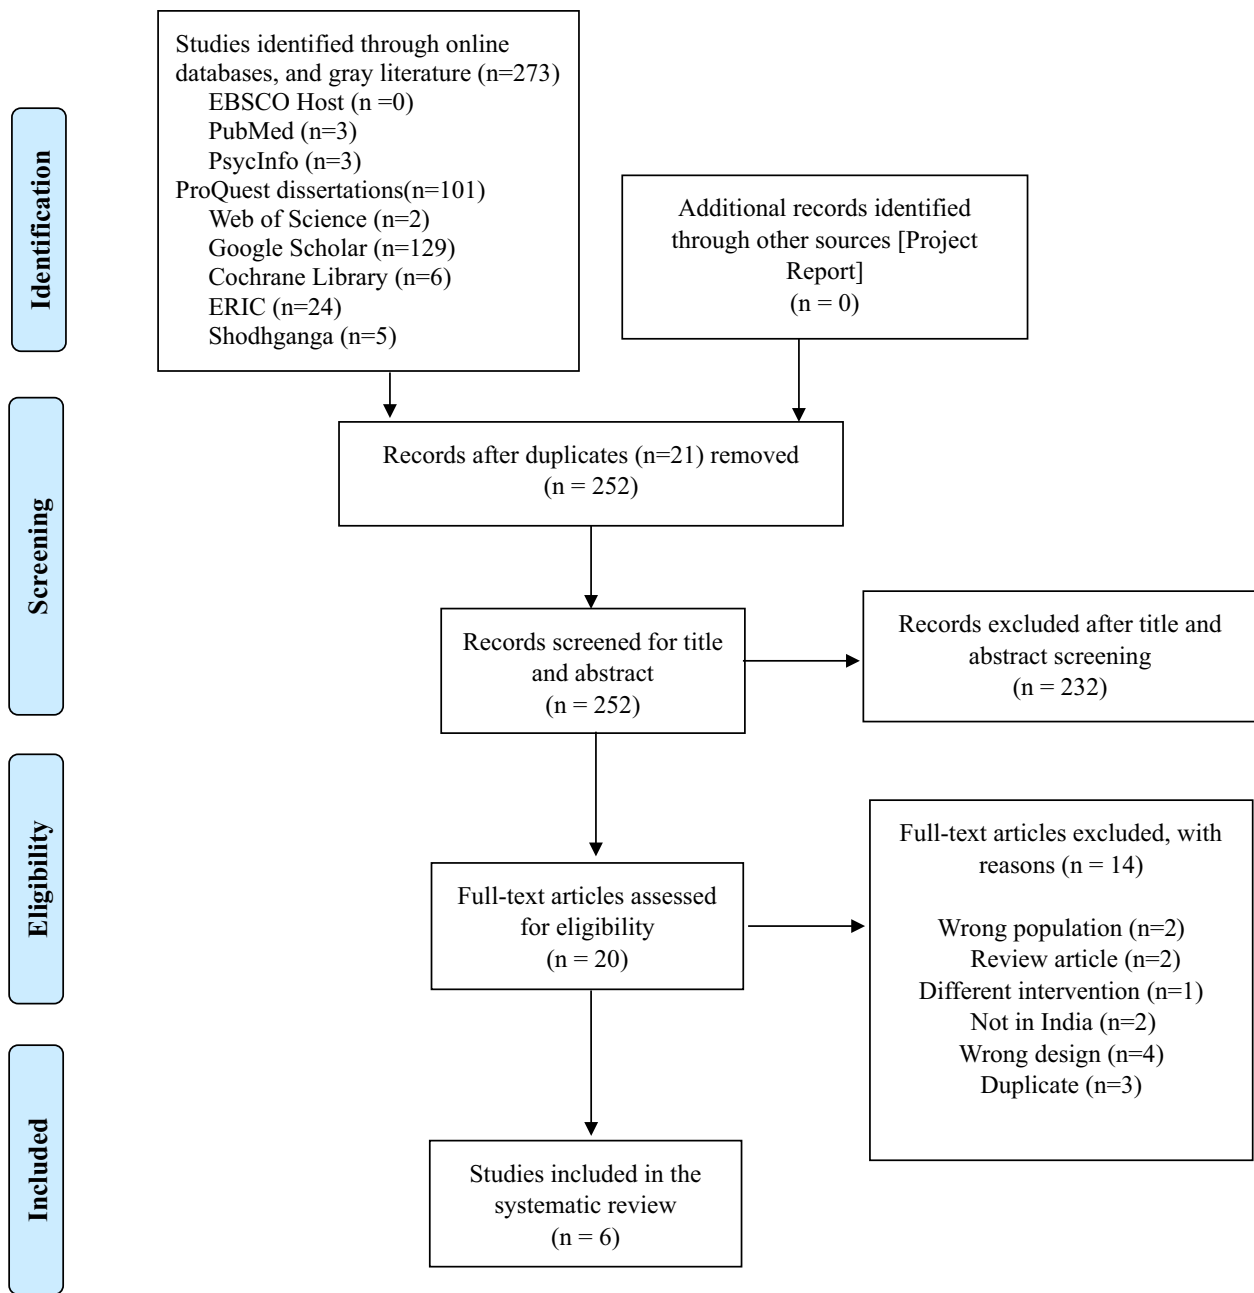 Identification
Studies identified through online
databases, and gray literature (n=273)
EBSCO Host (n =0)
PubMed (n=3)
PsycInfo (n=3)
ProQuest dissertations(n=101)
Web of Science (n=2)
Google Scholar (n=129)
Cochrane Library (n=6)
ERIC (n=24)
Shodhganga (n=5)
Additional records identified
through other sources [Project
Report]
(n = 0)
Screening
Records after duplicates (n=21) removed
(n = 252)
Records screened for title
and abstract
(n = 252)
Records excluded after title and
abstract screening
(n = 232)
Eligibility
Full-text articles assessed
for eligibility
(n = 20)
Full-text articles excluded, with
reasons (n = 14)
Wrong population (n=2)
Review article (n=2)
Different intervention (n=1)
Not in India (n=2)
Wrong design (n=4)
Duplicate (n=3)
Included
Studies included in the
systematic review
(n = 6)